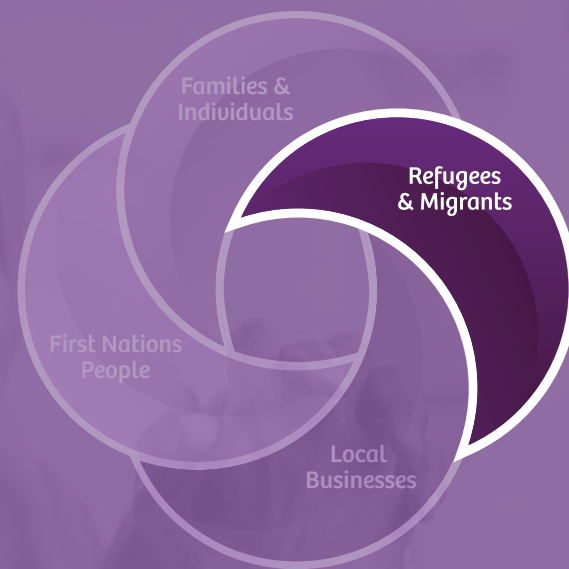 Families &
Individuals
Refugees
& Migrants
First Nations
People
Local
Businesses